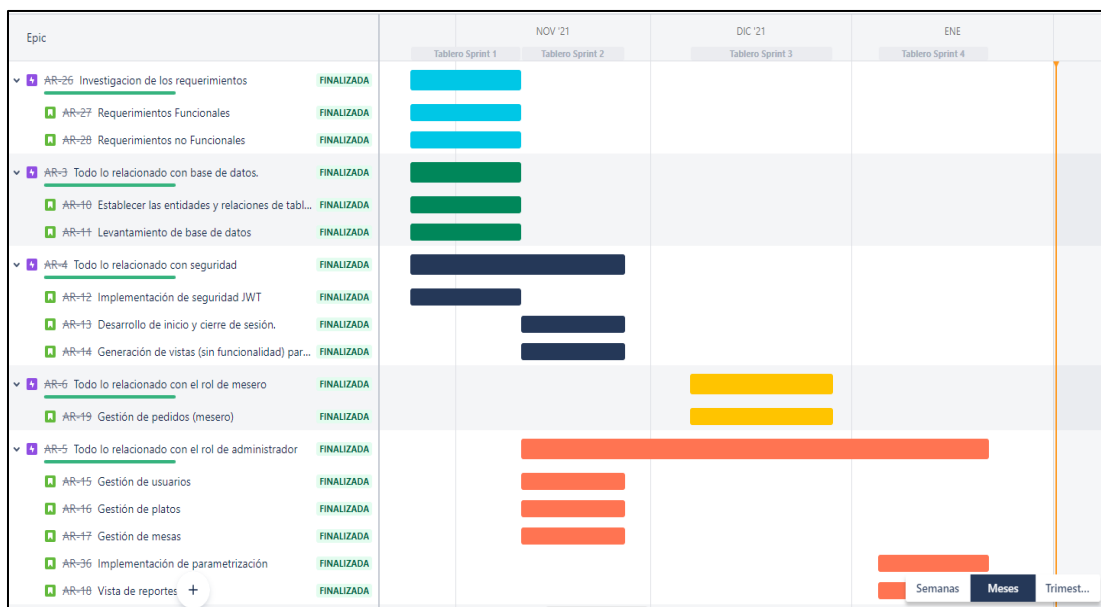 Epic
NOV '21
DIC '21
ENE
Tablero Sprint 1
Tablero Sprint 2
Tablero Sprint 3
Tablero Sprint 4
AR-26 Investigacion de los requerimientos FINALIZADA
AR-27 Requerimientos Funcionales FINALIZADA
AR-28 Requerimientos no Funcionales FINALIZADA
AR-3 Todo lo relacionado con base de datos. FINALIZADA
AR-10 Establecer las entidades y relaciones de tabl... FINALIZADA
AR-11 Levantamiento de base de datos FINALIZADA
AR-4 Todo lo relacionado con seguridad FINALIZADA
AR-12 Implementación de seguridad JWT FINALIZADA
AR-13 Desarrollo de inicio y cierre de sesión. FINALIZADA
AR-14 Generación de vistas (sin funcionalidad) par... FINALIZADA
AR-6 Todo lo relacionado con el rol de mesero FINALIZADA
AR-19 Gestión de pedidos (mesero) FINALIZADA
AR-5 Todo lo relacionado con el rol de administrador FINALIZADA
AR-15 Gestión de usuarios FINALIZADA
AR-16 Gestión de platos FINALIZADA
AR-17 Gestión de mesas FINALIZADA
AR-36 Implementación de parametrización FINALIZADA
AR-18 Vista de reportes + FINALIZADA
Semanas
Meses
Trimest...